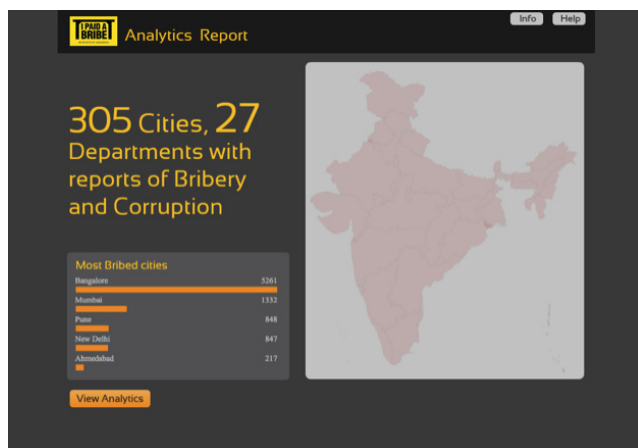 I PAID A
BRIBE
Analytics Report
Info
Help
305 Cities, 27
Departments with
reports of Bribery
and Corruption
Most Bribed cities
Bangalore 5261
Mumbai 1332
Pune 848
New Delhi 847
Ahmedabad 217
View Analytics